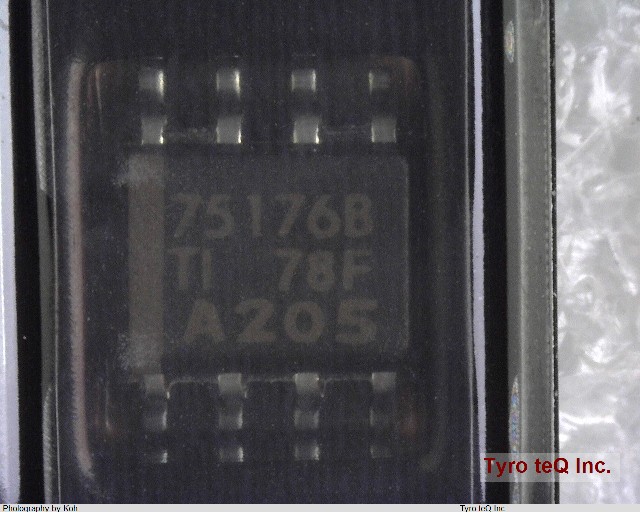 75176B
TI 78F
A205
Tyro teQ Inc.
Photography by Koh
Tyro teQ Inc